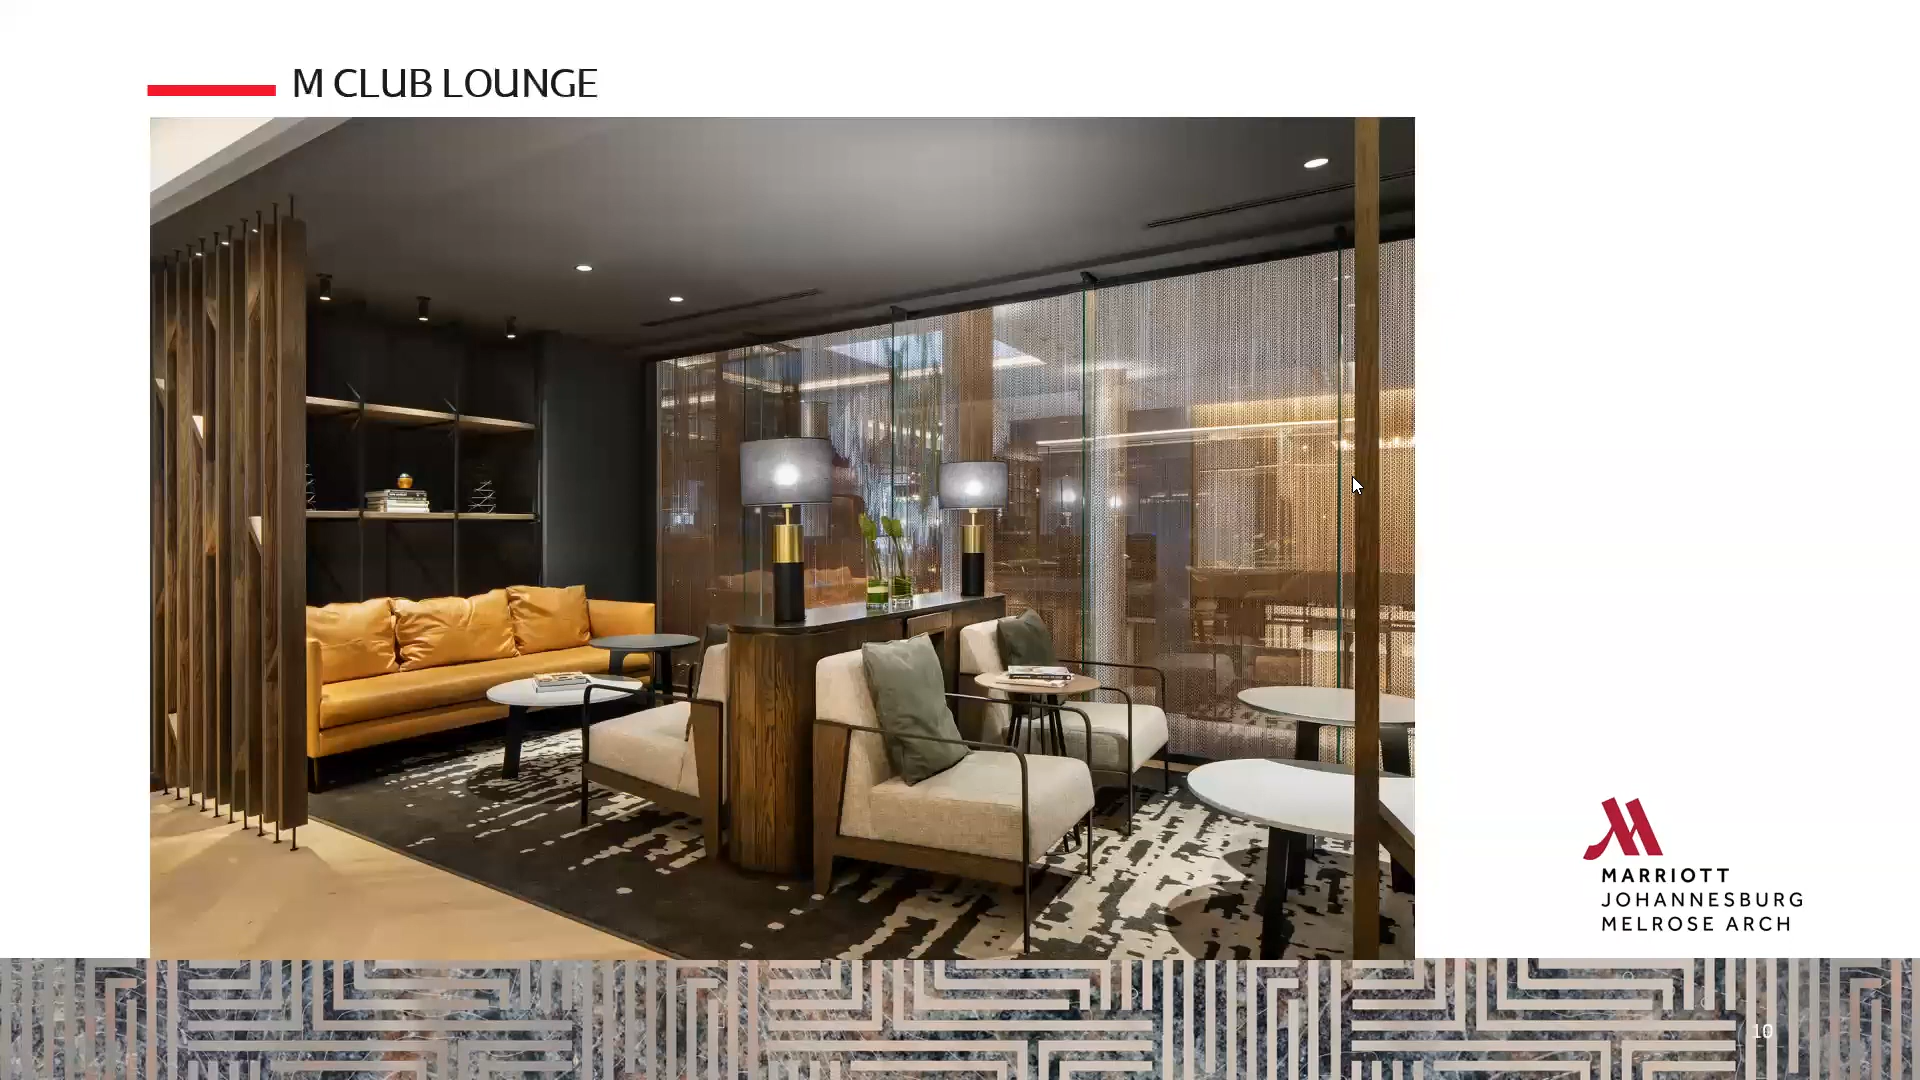 M CLUB LOUNGE
MARRIOTT
JOHANNESBURG
MELROSE ARCH
10